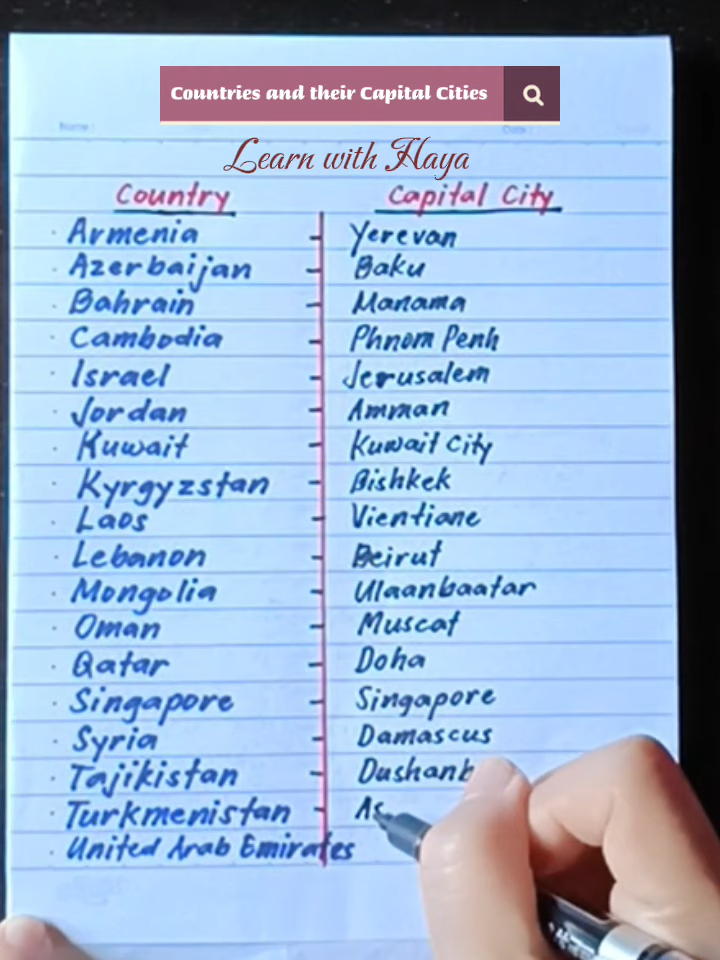 Countries and their Capital Cities
Name:
Date:
Learn with Haya
Country Capital City
· Armenia - Yerevan
· Azerbaijan - Baku
· Bahrain - Manama
· Cambodia - Phnom Penh
· Israel - Jerusalem
· Jordan - Amman
· Kuwait - Kuwait City
· Kyrgyzstan - Bishkek
· Laos - Vientiane
· Lebanon - Beirut
· Mongolia - Ulaanbaatar
· Oman - Muscat
· Qatar - Doha
· Singapore - Singapore
· Syria - Damascus
· Tajikistan - Dushanb
· Turkmenistan - As
· United Arab Emirates